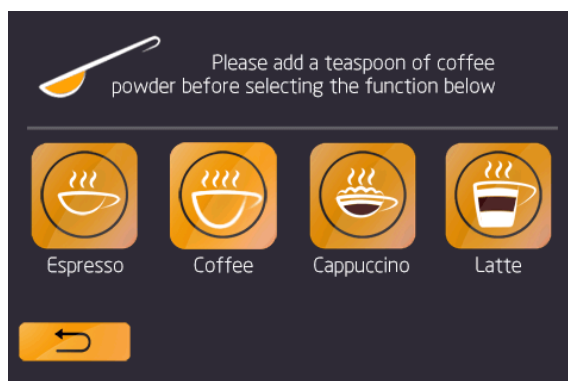 Please add a teaspoon of coffee
powder before selecting the function below
Espresso
Coffee
Cappuccino
Latte